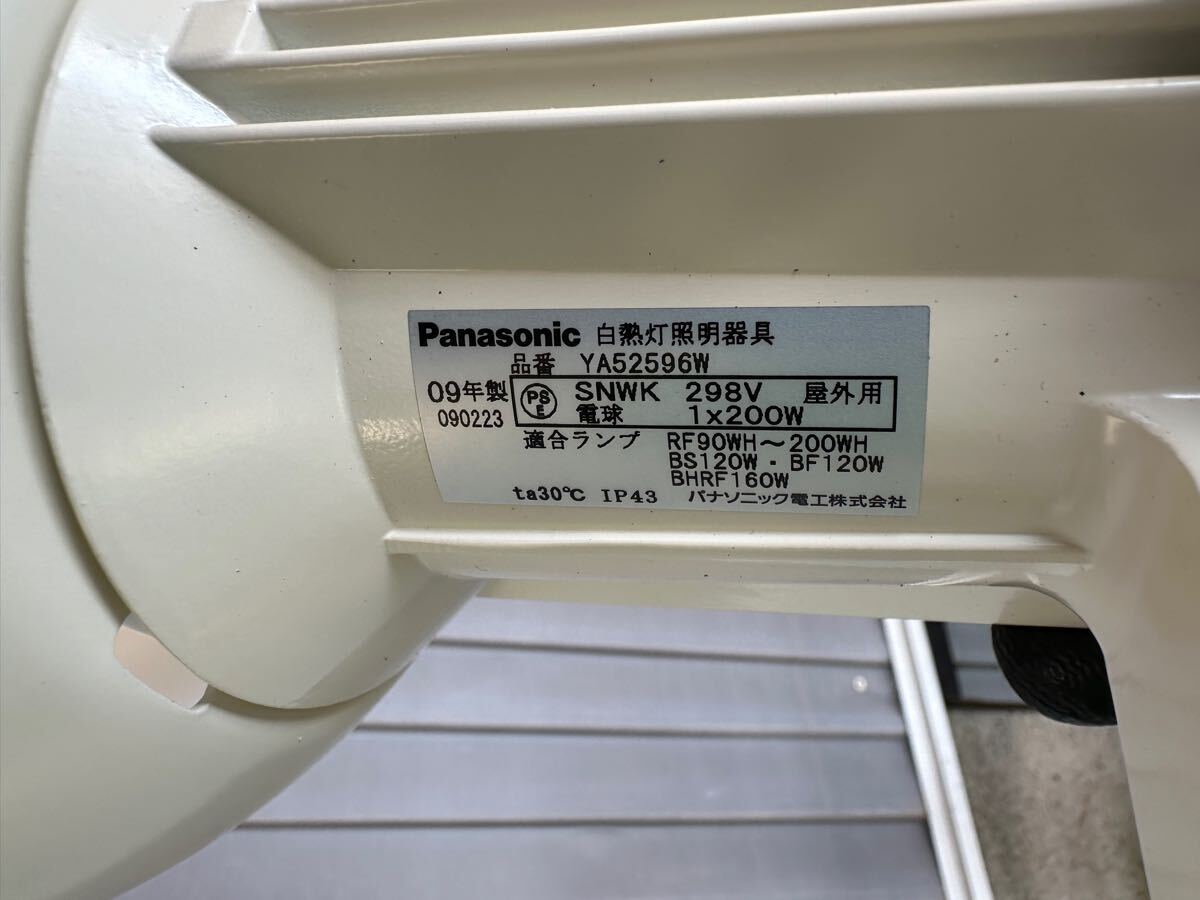 Panasonic 白熱灯照明器具
品番 YA52596W
09年製 PSE SNWK 298V 屋外用
090223 電球 1x200W
適合ランプ RF90WH～200WH
BS120W・BF120W
BHRF160W
ta30℃ IP43 パナソニック電工株式会社